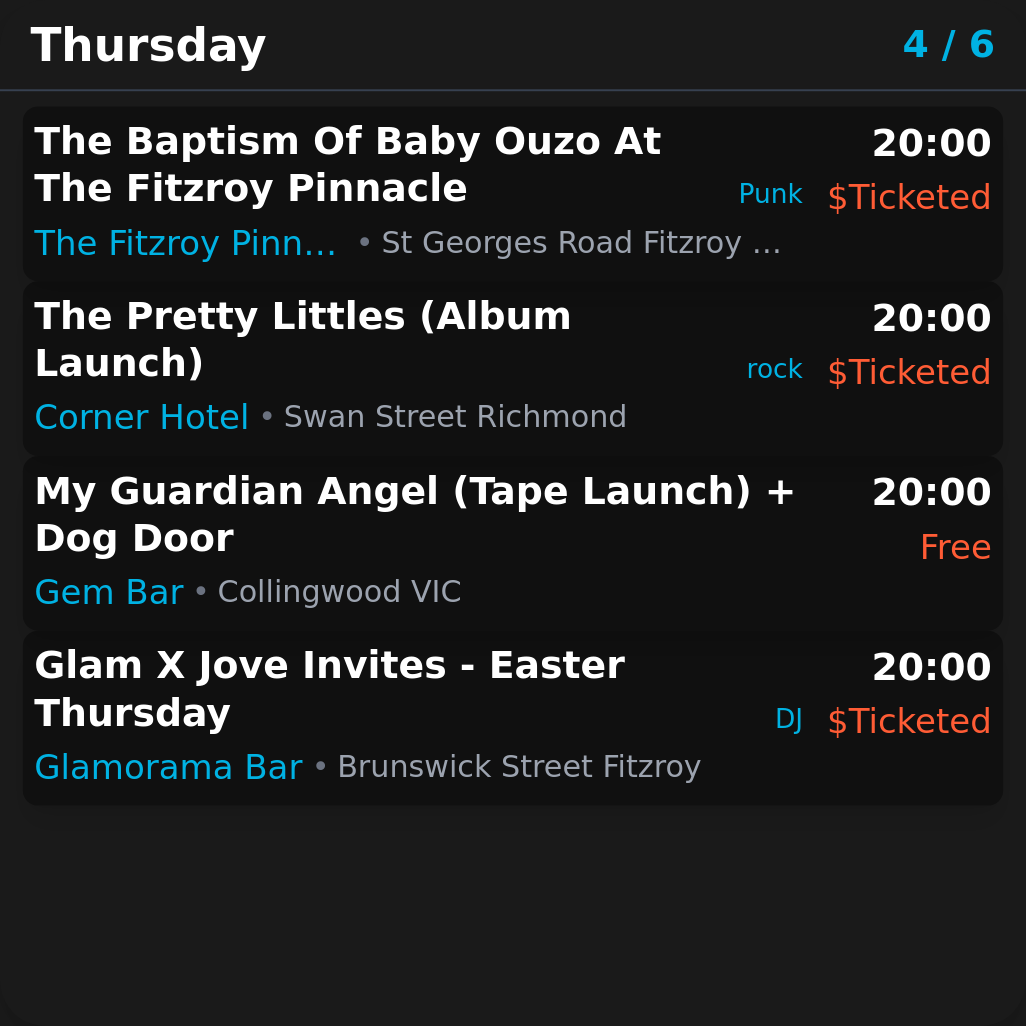 Thursday 4 / 6
The Baptism Of Baby Ouzo At 20:00
The Fitzroy Pinnacle Punk $Ticketed
The Fitzroy Pinn... • St Georges Road Fitzroy ...
The Pretty Littles (Album 20:00
Launch) rock $Ticketed
Corner Hotel • Swan Street Richmond
My Guardian Angel (Tape Launch) + 20:00
Dog Door Free
Gem Bar • Collingwood VIC
Glam X Jove Invites - Easter 20:00
Thursday DJ $Ticketed
Glamorama Bar • Brunswick Street Fitzroy